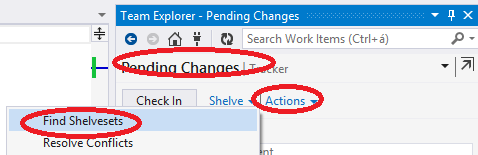 Team Explorer - Pending Changes
Search Work Items (Ctrl+á)
Pending Changes | Tracker
Check In Shelve Actions
Find Shelvesets
Resolve Conflicts